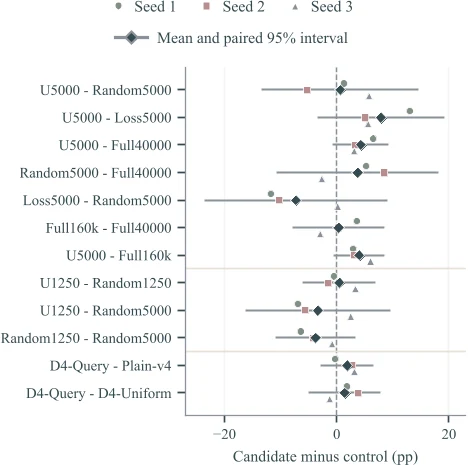 Seed 1 Seed 2 Seed 3
Mean and paired 95% interval
U5000 - Random5000
U5000 - Loss5000
U5000 - Full40000
Random5000 - Full40000
Loss5000 - Random5000
Full160k - Full40000
U5000 - Full160k
U1250 - Random1250
U1250 - Random5000
Random1250 - Random5000
D4-Query - Plain-v4
D4-Query - D4-Uniform
−20 0 20
Candidate minus control (pp)